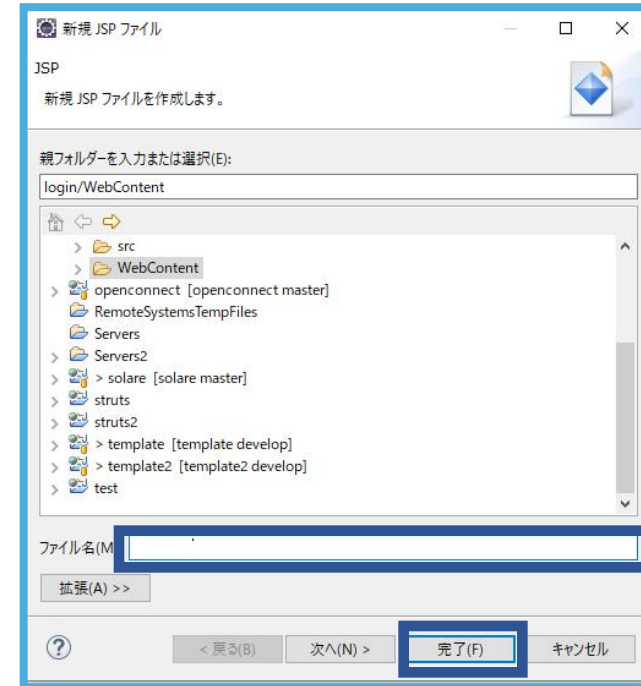 新規 JSP ファイル
JSP
新規 JSP ファイルを作成します。
親フォルダーを入力または選択(E):
login/WebContent
src
WebContent
openconnect [openconnect master]
RemoteSystemsTempFiles
Servers
Servers2
> solare [solare master]
struts
struts2
> template [template develop]
> template2 [template2 develop]
test
ファイル名(M
拡張(A) >>
< 戻る(B) 次へ(N) > 完了(F) キャンセル